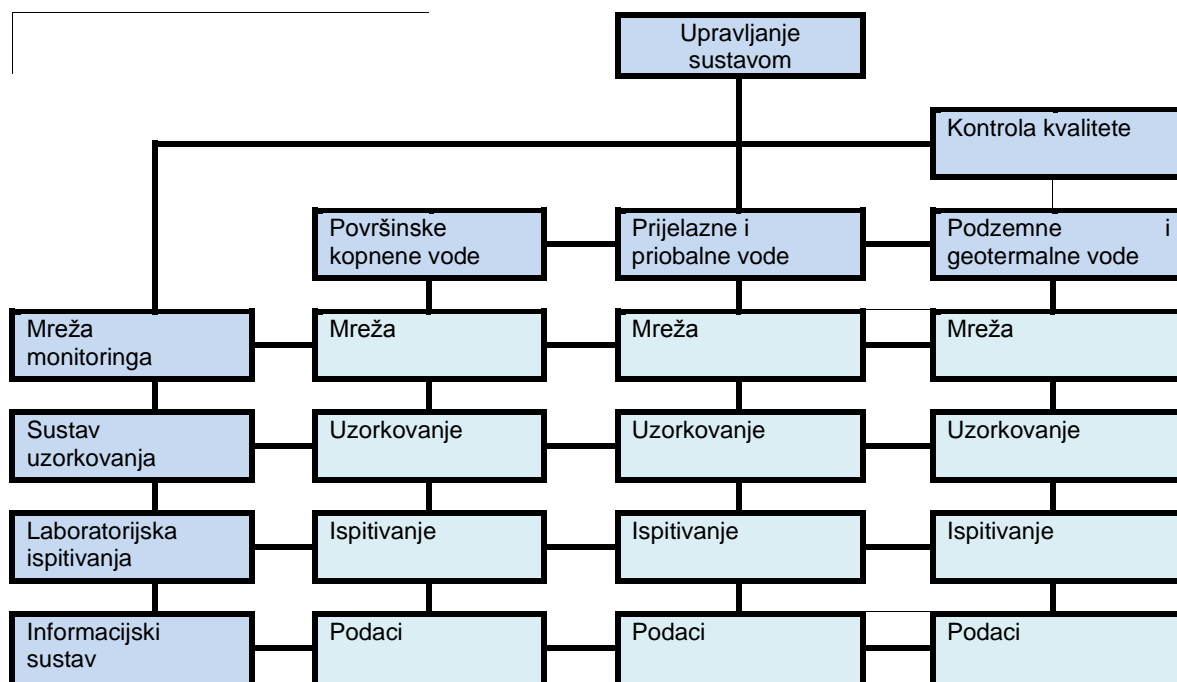 Upravljanje
sustavom
Kontrola kvalitete
Površinske
kopnene vode
Prijelazne i
priobalne vode
Podzemne i
geotermalne vode
Mreža
monitoringa
Mreža
Mreža
Mreža
Sustav
uzorkovanja
Uzorkovanje
Uzorkovanje
Uzorkovanje
Laboratorijska
ispitivanja
Ispitivanje
Ispitivanje
Ispitivanje
Informacijski
sustav
Podaci
Podaci
Podaci